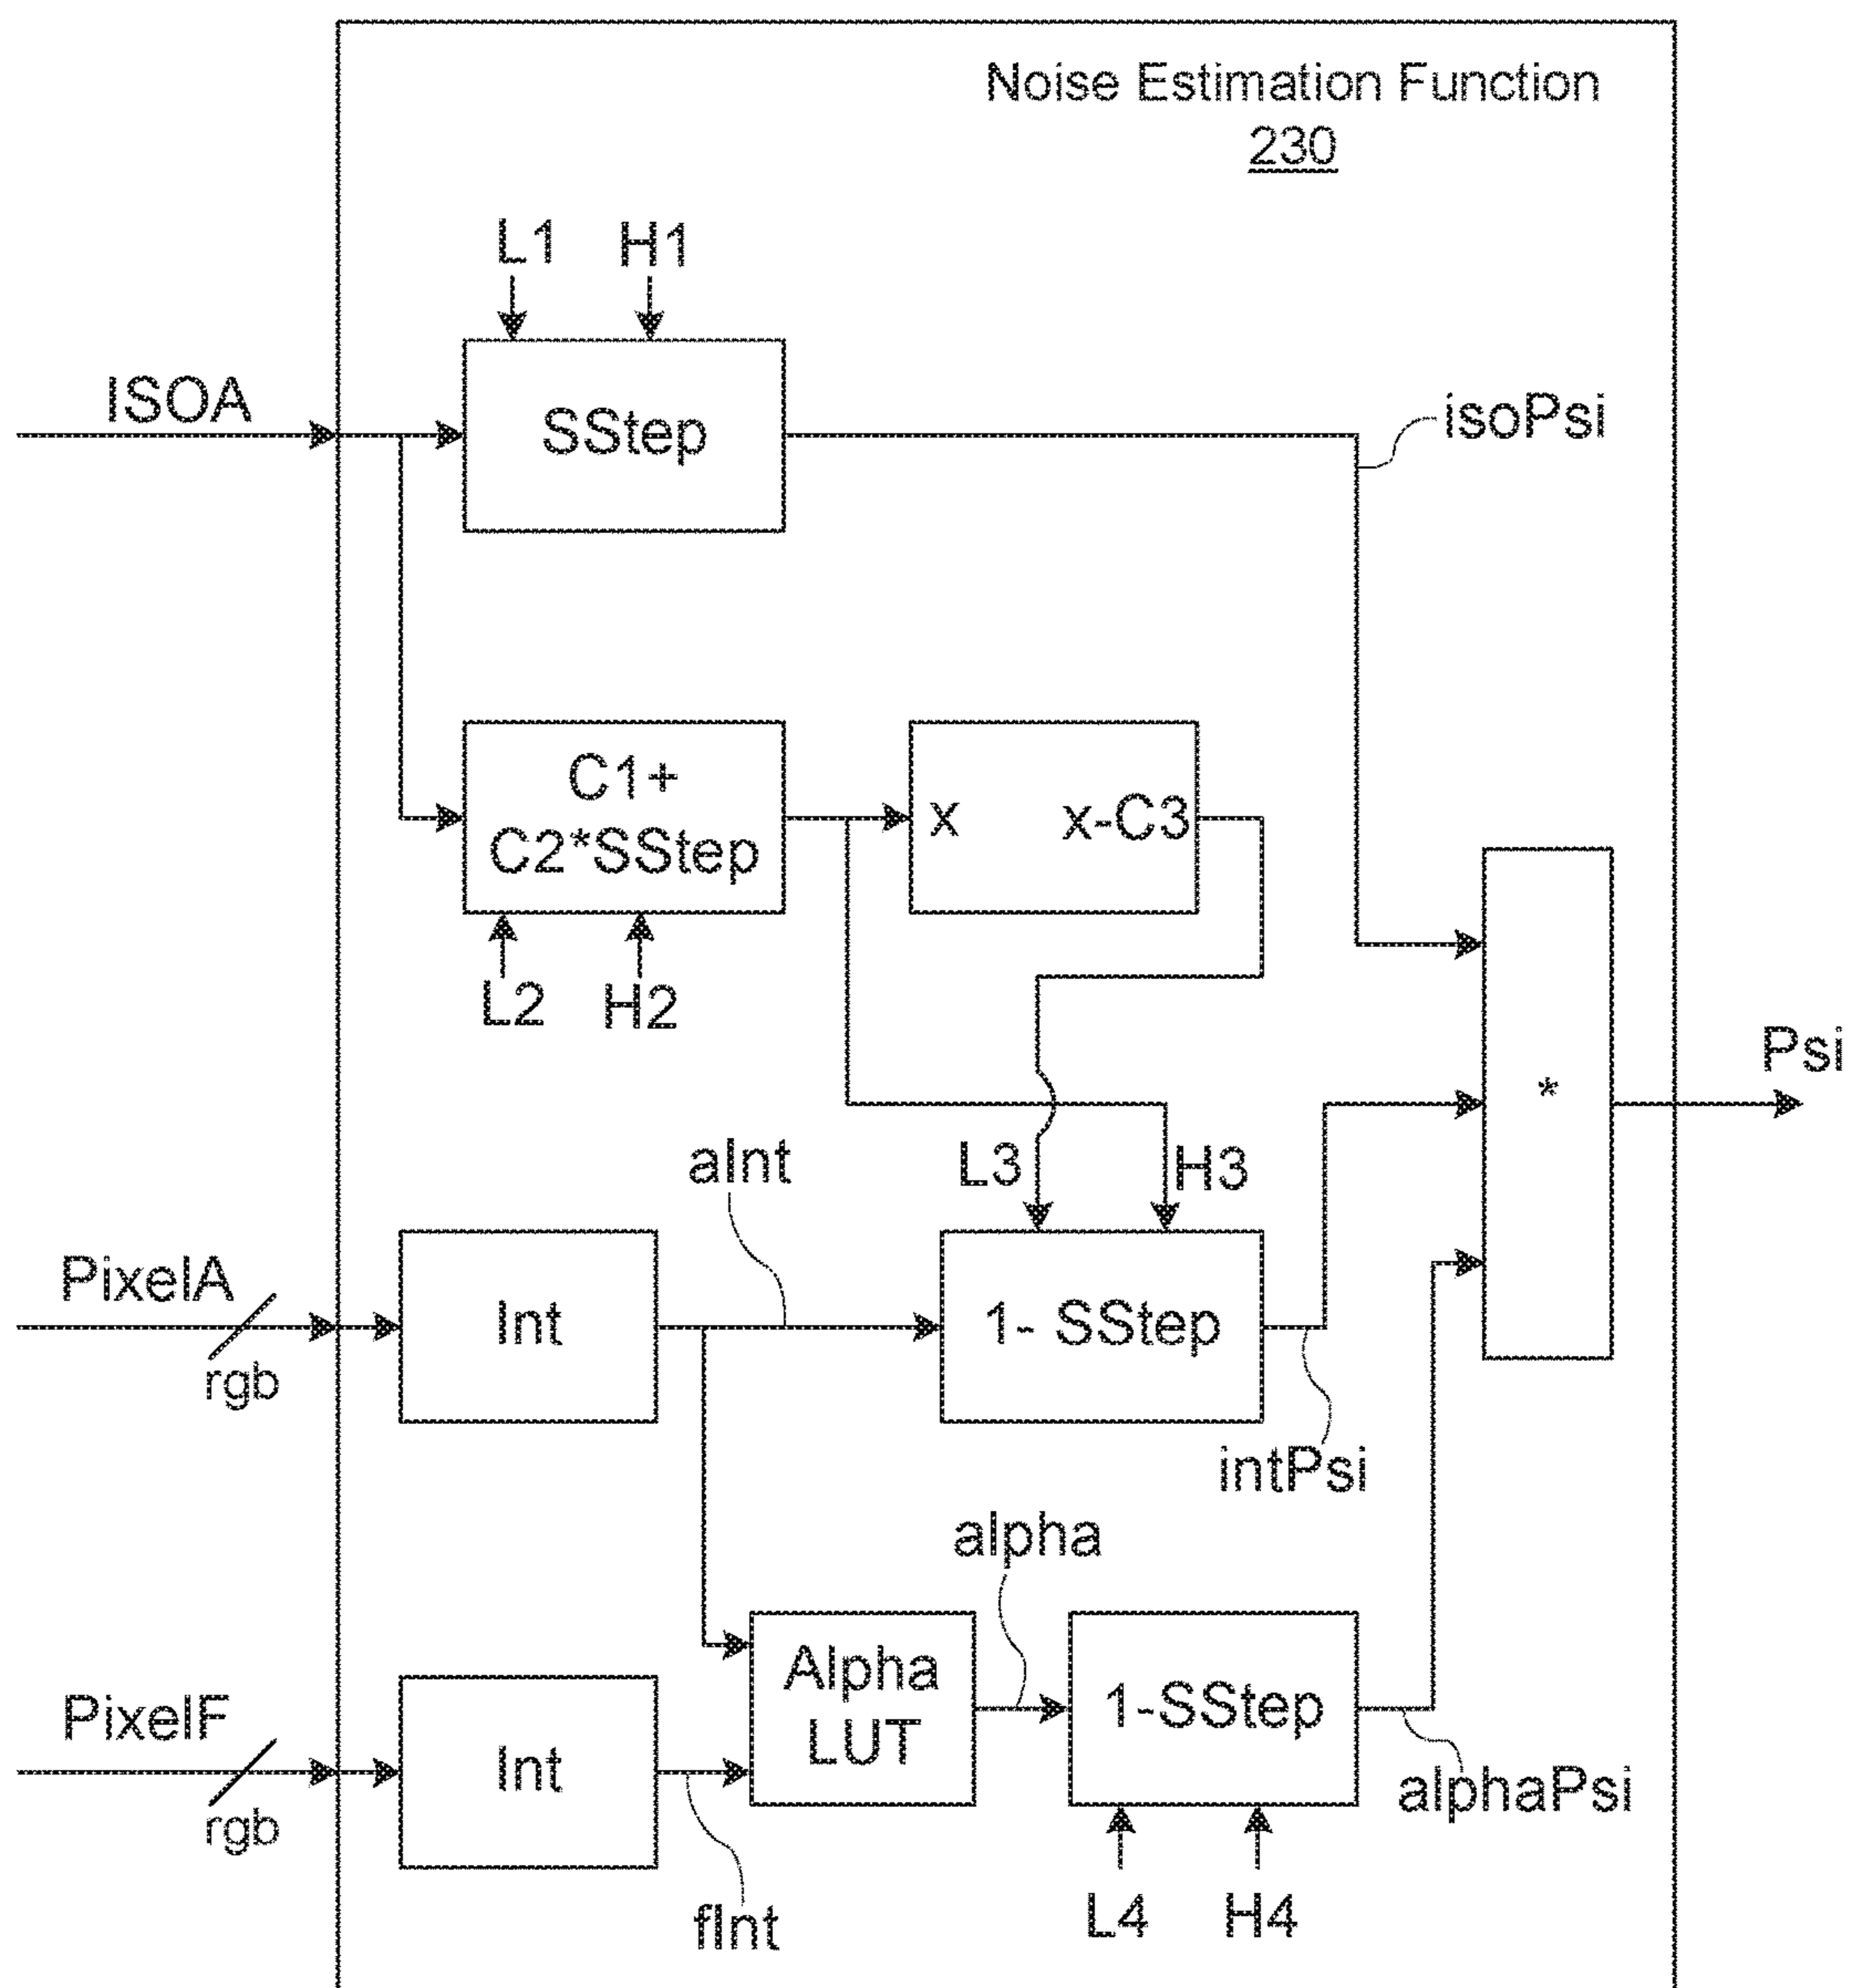 Noise Estimation Function
230
L1 H1
ISOA
SStep
isoPsi
C1+
C2*SStep
x x-C3
L2 H2
Psi
*
aInt
L3 H3
PixelA
rgb
Int
1- SStep
intPsi
alpha
PixelF
rgb
Int
Alpha
LUT
1-SStep
alphaPsi
fInt
L4 H4